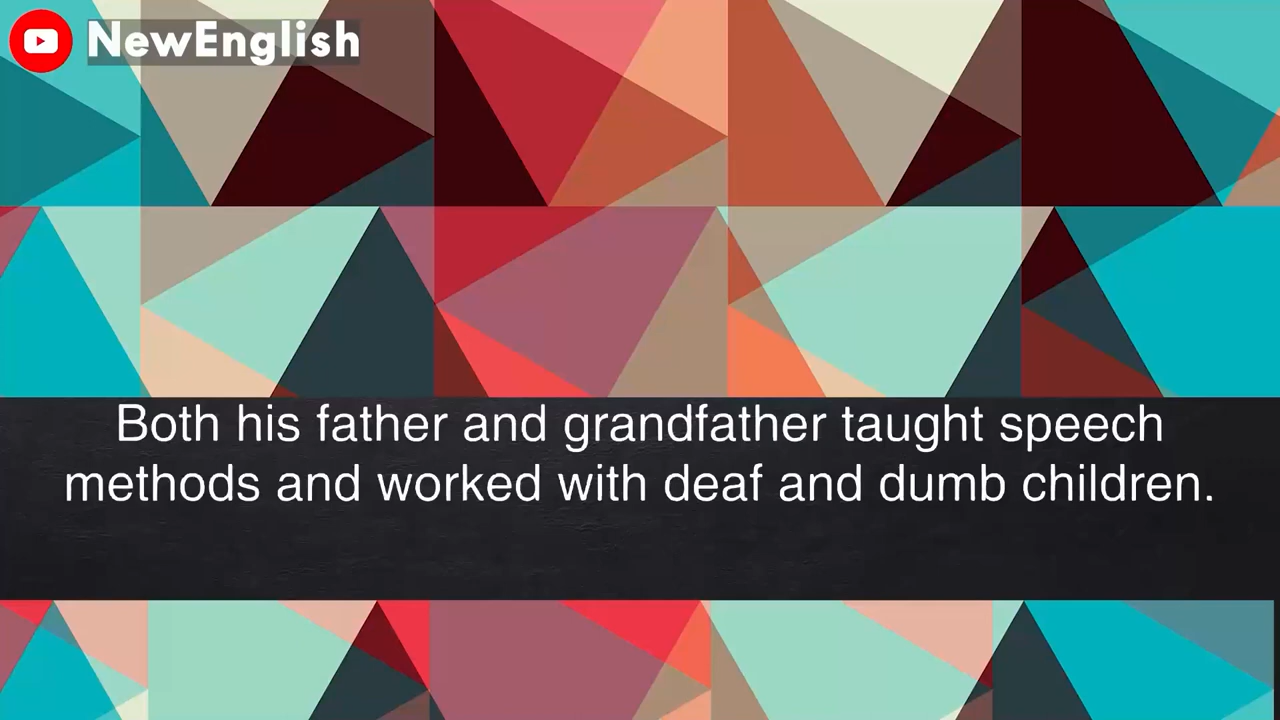 NewEnglish
Both his father and grandfather taught speech
methods and worked with deaf and dumb children.